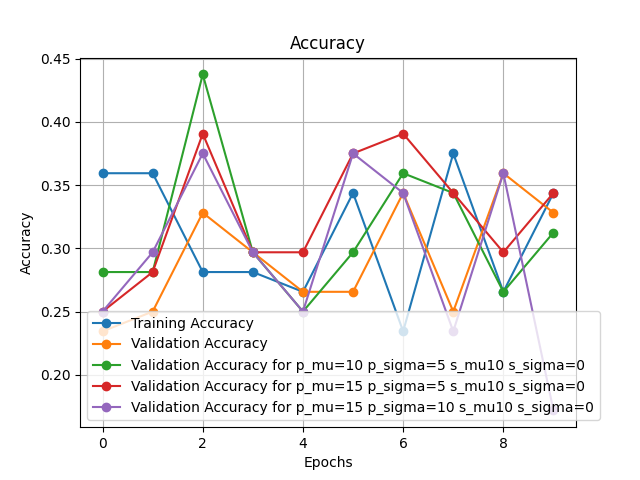 Accuracy
0.45
0.40
0.35
0.30
0.25
0.20
Accuracy
Training Accuracy
Validation Accuracy
Validation Accuracy for p_mu=10 p_sigma=5 s_mu10 s_sigma=0
Validation Accuracy for p_mu=15 p_sigma=5 s_mu10 s_sigma=0
Validation Accuracy for p_mu=15 p_sigma=10 s_mu10 s_sigma=0
0 2 4 6 8
Epochs